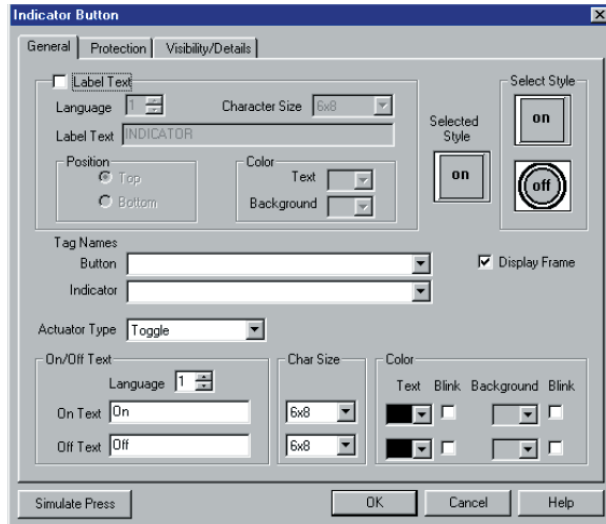 Indicator Button
General Protection Visibility/Details
Label Text
Select Style
Language 1 Character Size 6x8
on
Label Text INDICATOR
Selected Style
Position
Color
Top
Text
on
off
Bottom
Background
Tag Names
Button
Display Frame
Indicator
Actuator Type Toggle
On/Off Text
Char Size
Color
Language 1
Text Blink Background Blink
On Text On 6x8
Off Text Off 6x8
Simulate Press OK Cancel Help